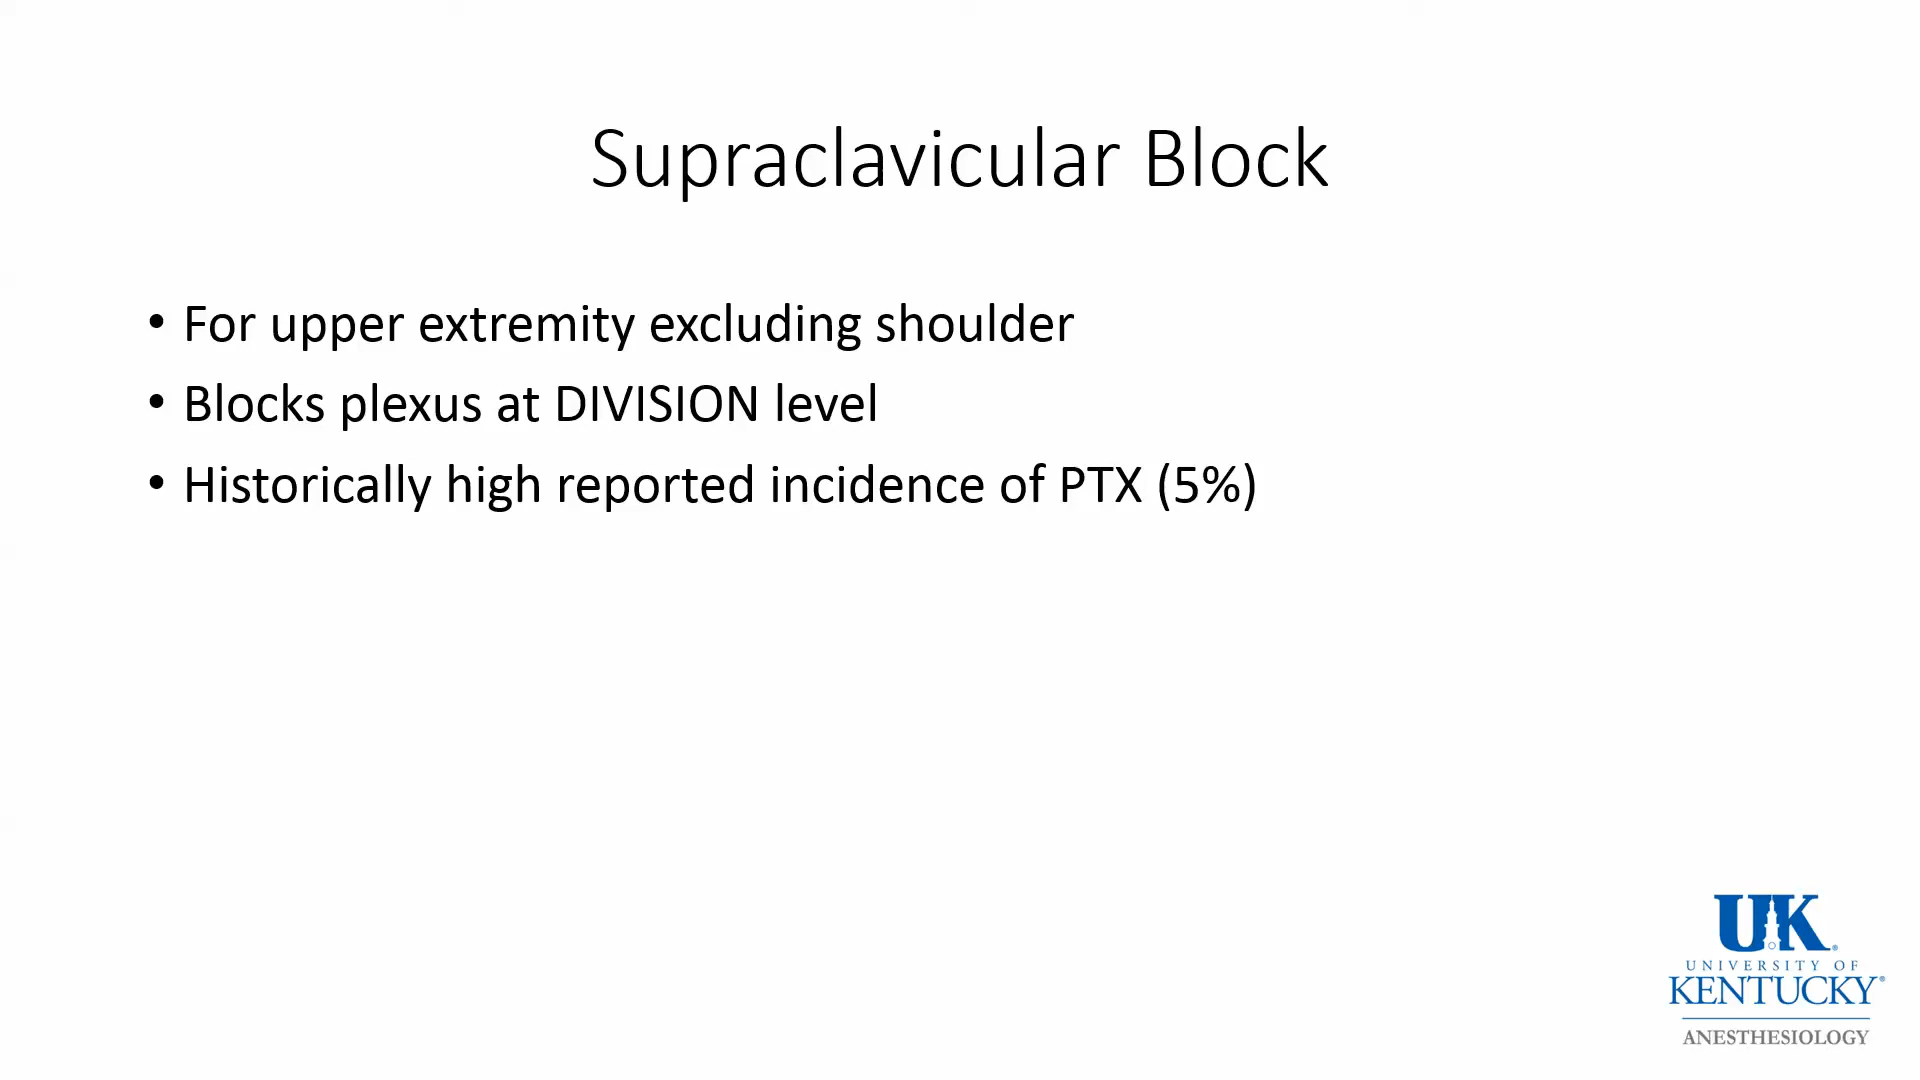 Supraclavicular Block
• For upper extremity excluding shoulder
• Blocks plexus at DIVISION level
• Historically high reported incidence of PTX (5%)
UK®
UNIVERSITY OF
KENTUCKY®
ANESTHESIOLOGY